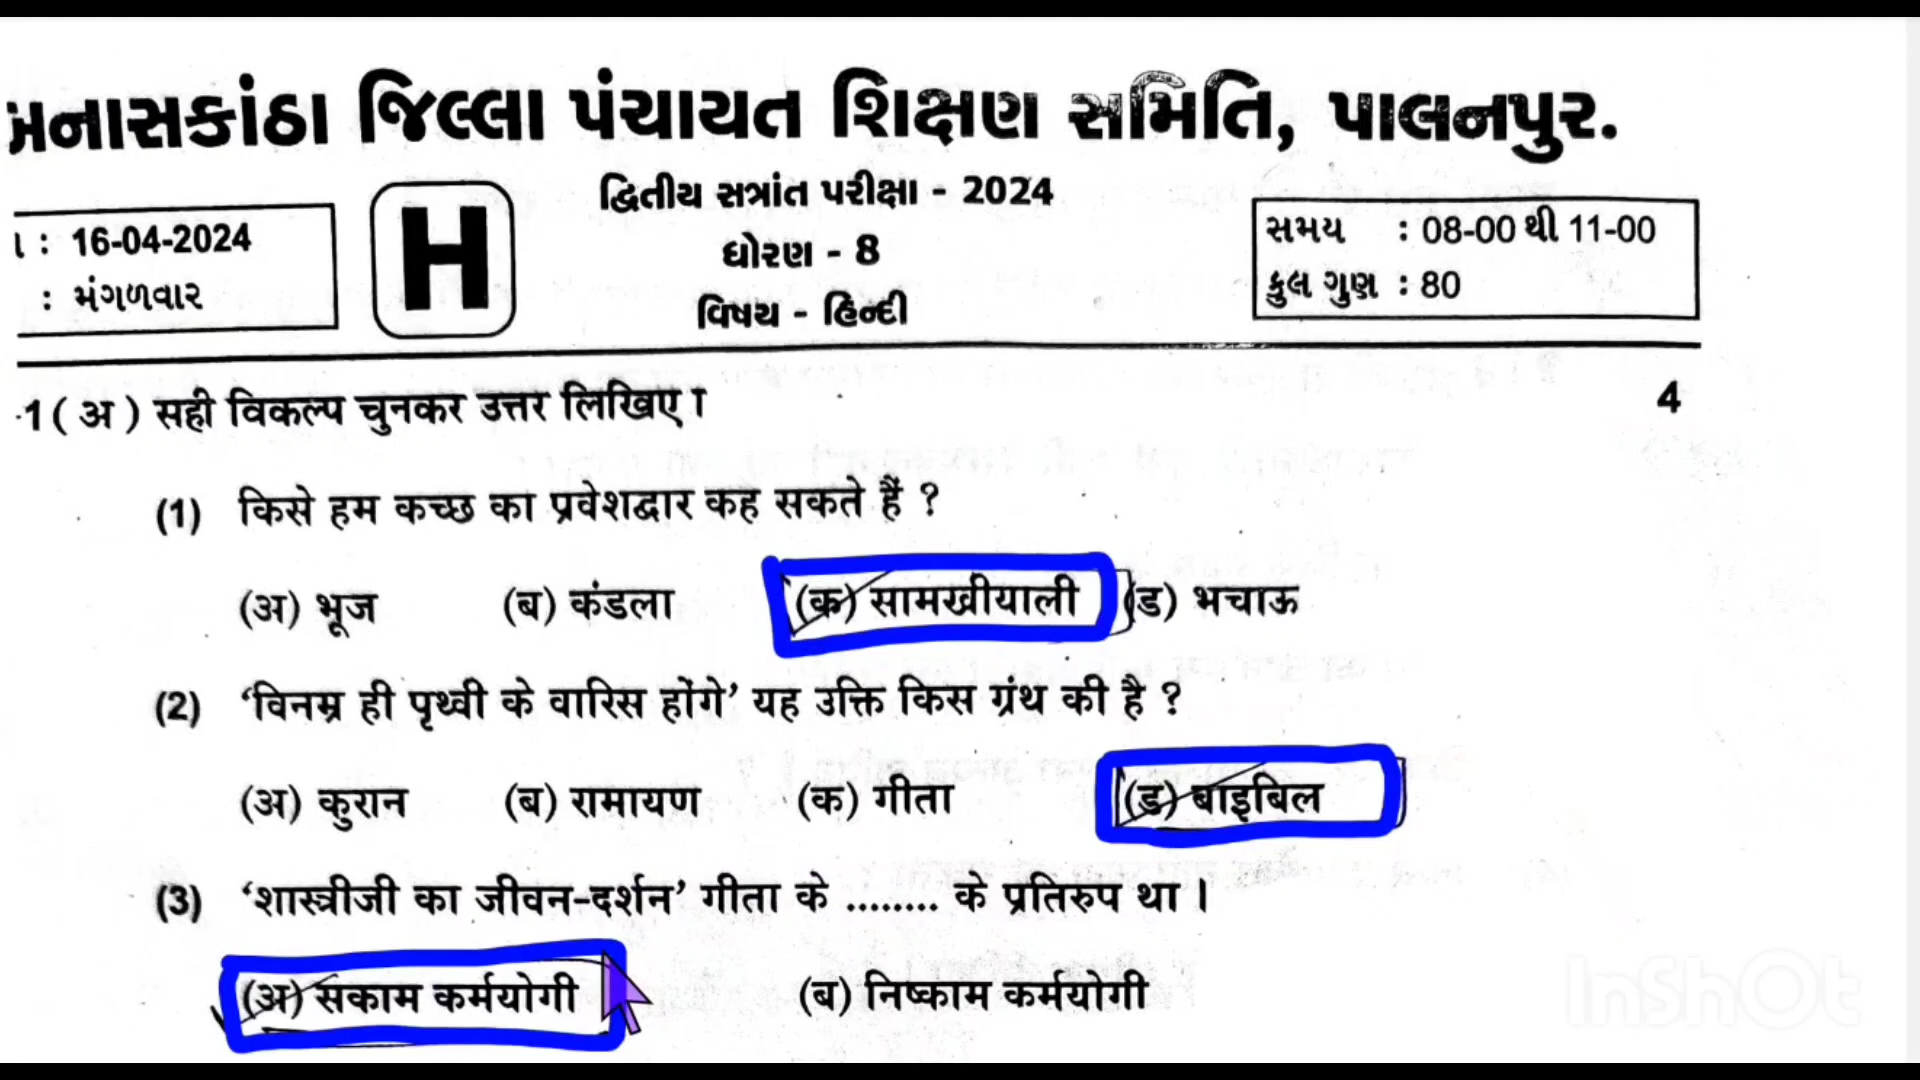 બનાસકાંઠા જિલ્લા પંચાયત શિક્ષણ સમિતિ, પાલનપુર.
: 16-04-2024
: મંગળવાર
H
દ્વિતીય સત્રાંત પરીક્ષા - 2024
ધોરણ - 8
વિષય - હિન્દી
સમય : 08-00 થી 11-00
કુલ ગુણ : 80
1 ( अ ) सही विकल्प चुनकर उत्तर लिखिए । 4
(1) किसे हम कच्छ का प्रवेशद्वार कह सकते हैं ?
(अ) भूज (ब) कंडला (क) सामखीयाली (ड) भचाऊ
(2) ‘विनम्र ही पृथ्वी के वारिस होंगे’ यह उक्ति किस ग्रंथ की है ?
(अ) कुरान (ब) रामायण (क) गीता (ड) बाइबिल
(3) ‘शास्त्रीजी का जीवन-दर्शन’ गीता के ........ के प्रतिरुप था ।
(अ) सकाम कर्मयोगी (ब) निष्काम कर्मयोगी
InShOt